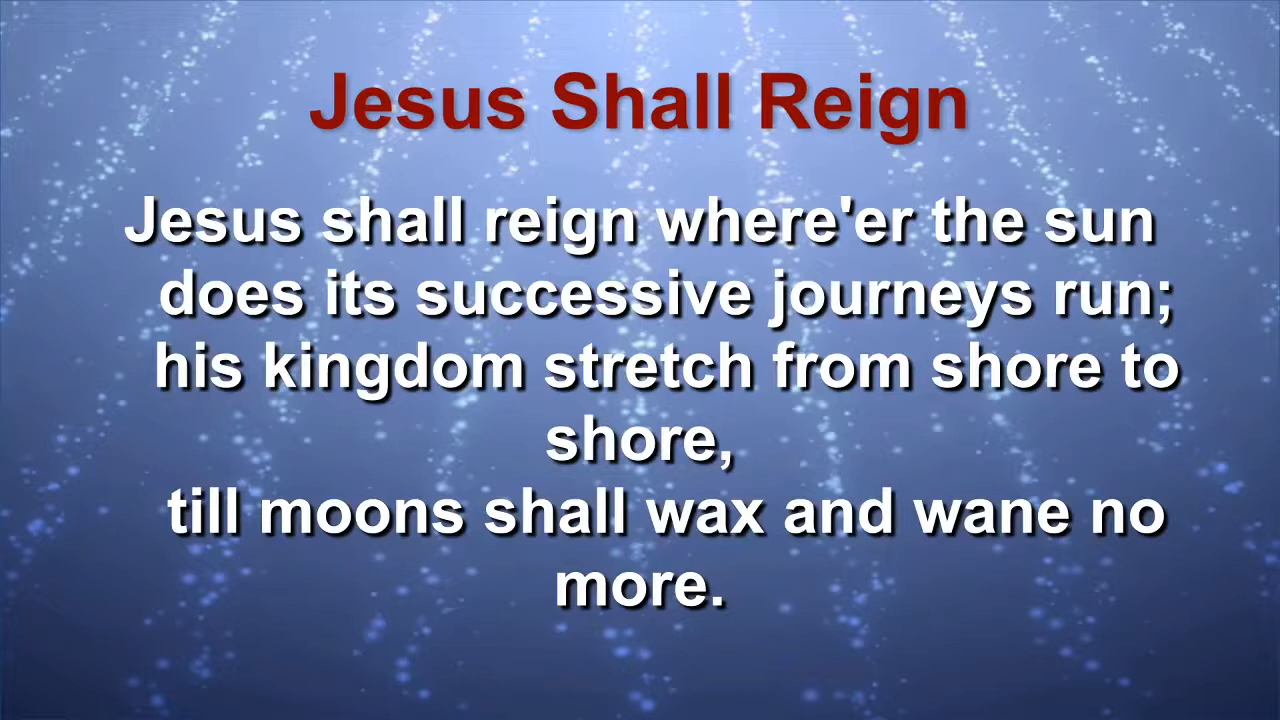 Jesus Shall Reign
Jesus shall reign where'er the sun
does its successive journeys run;
his kingdom stretch from shore to
shore,
till moons shall wax and wane no
more.